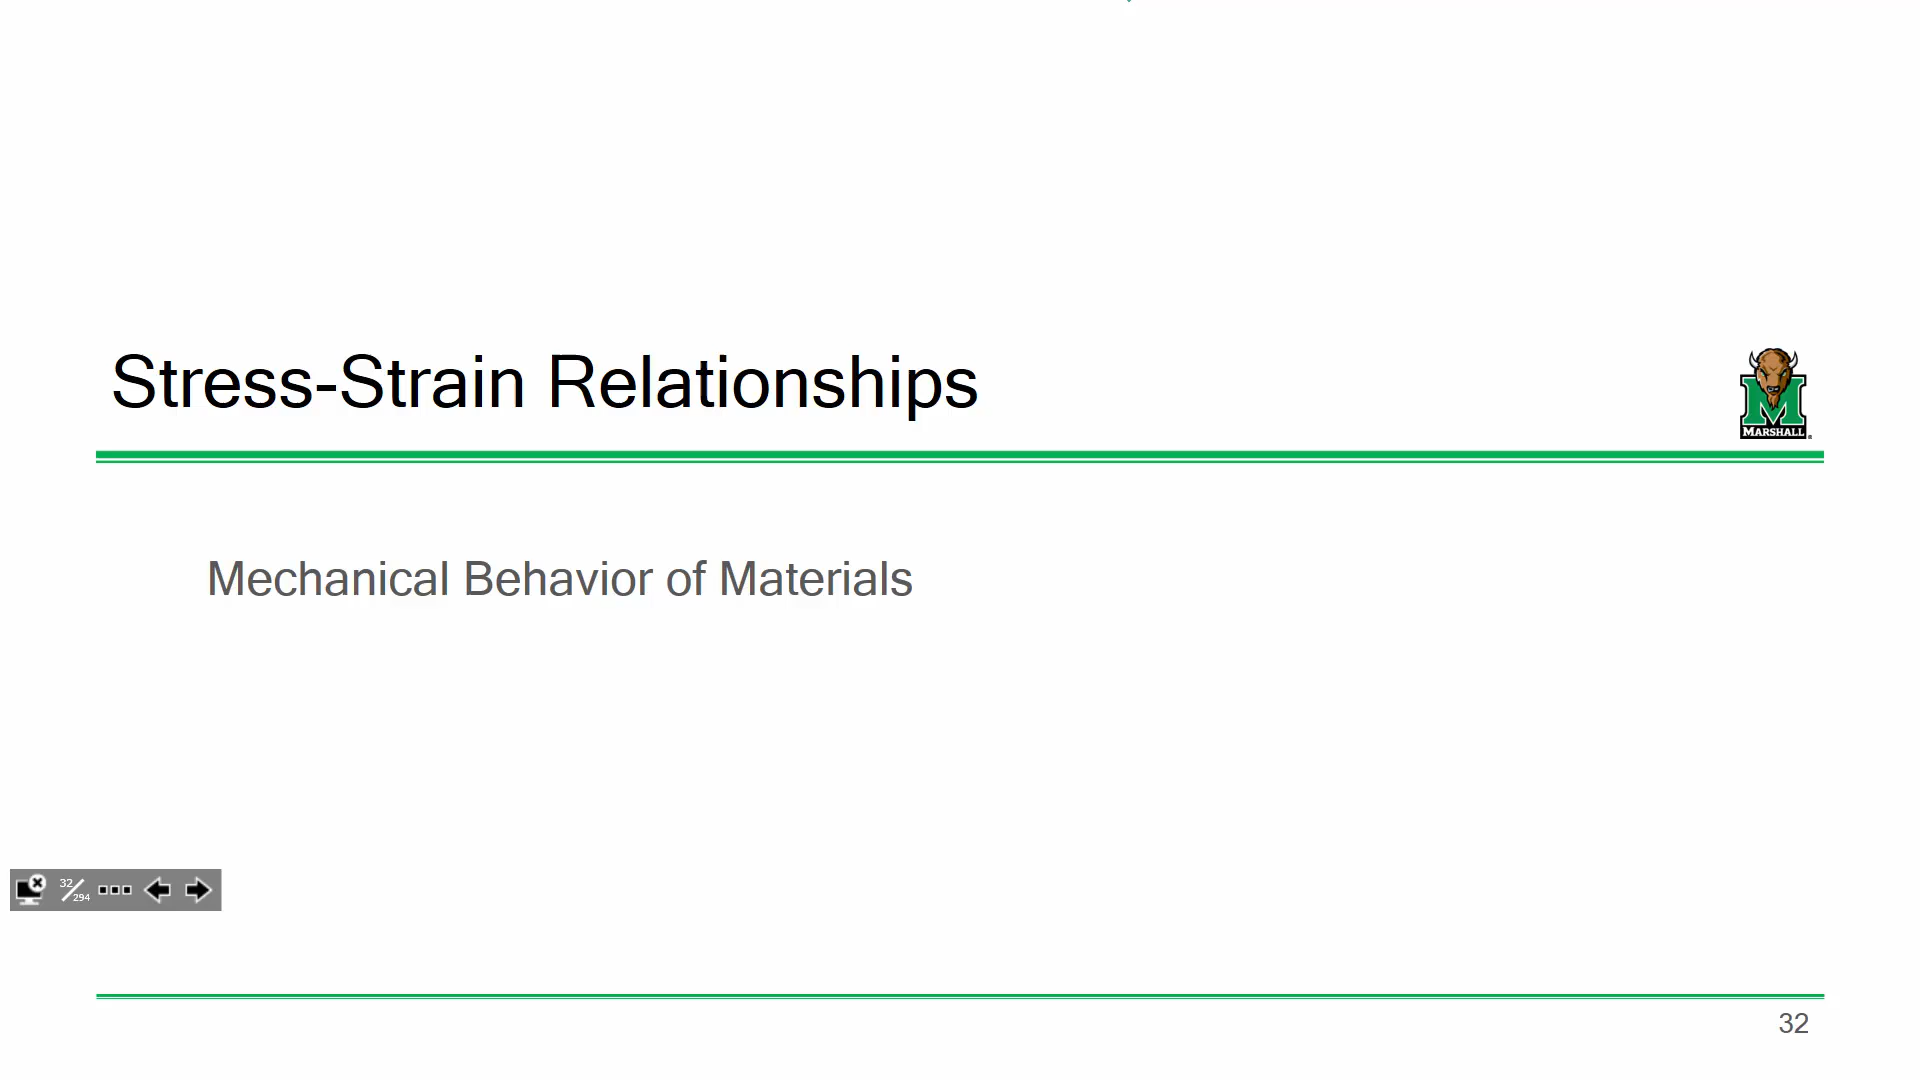 Stress-Strain Relationships
MARSHALL
®
Mechanical Behavior of Materials
32/294
32